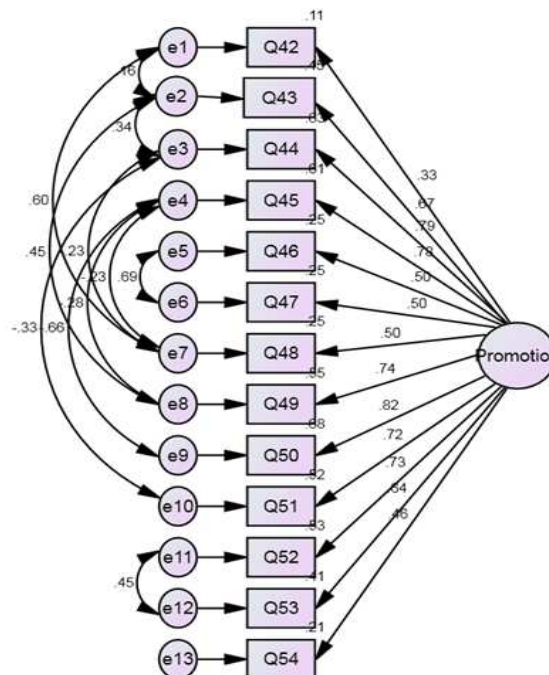 .11
e1 Q42
.45
.16
e2 Q43
.63
.34
e3 Q44
.61
.33
e4 Q45
.67
.60
.25
.79
e5 Q46
.78
.45 .23 -.23 .69
.25
.50
.28
e6 Q47
.50
-.33 -.66
.25
.50
e7 Q48
Promotio
.55
.74
e8 Q49
.68
.82
e9 Q50
.52
.72
e10 Q51
.73
.53
.64
e11 Q52
.46
.45
.41
e12 Q53
.21
e13 Q54